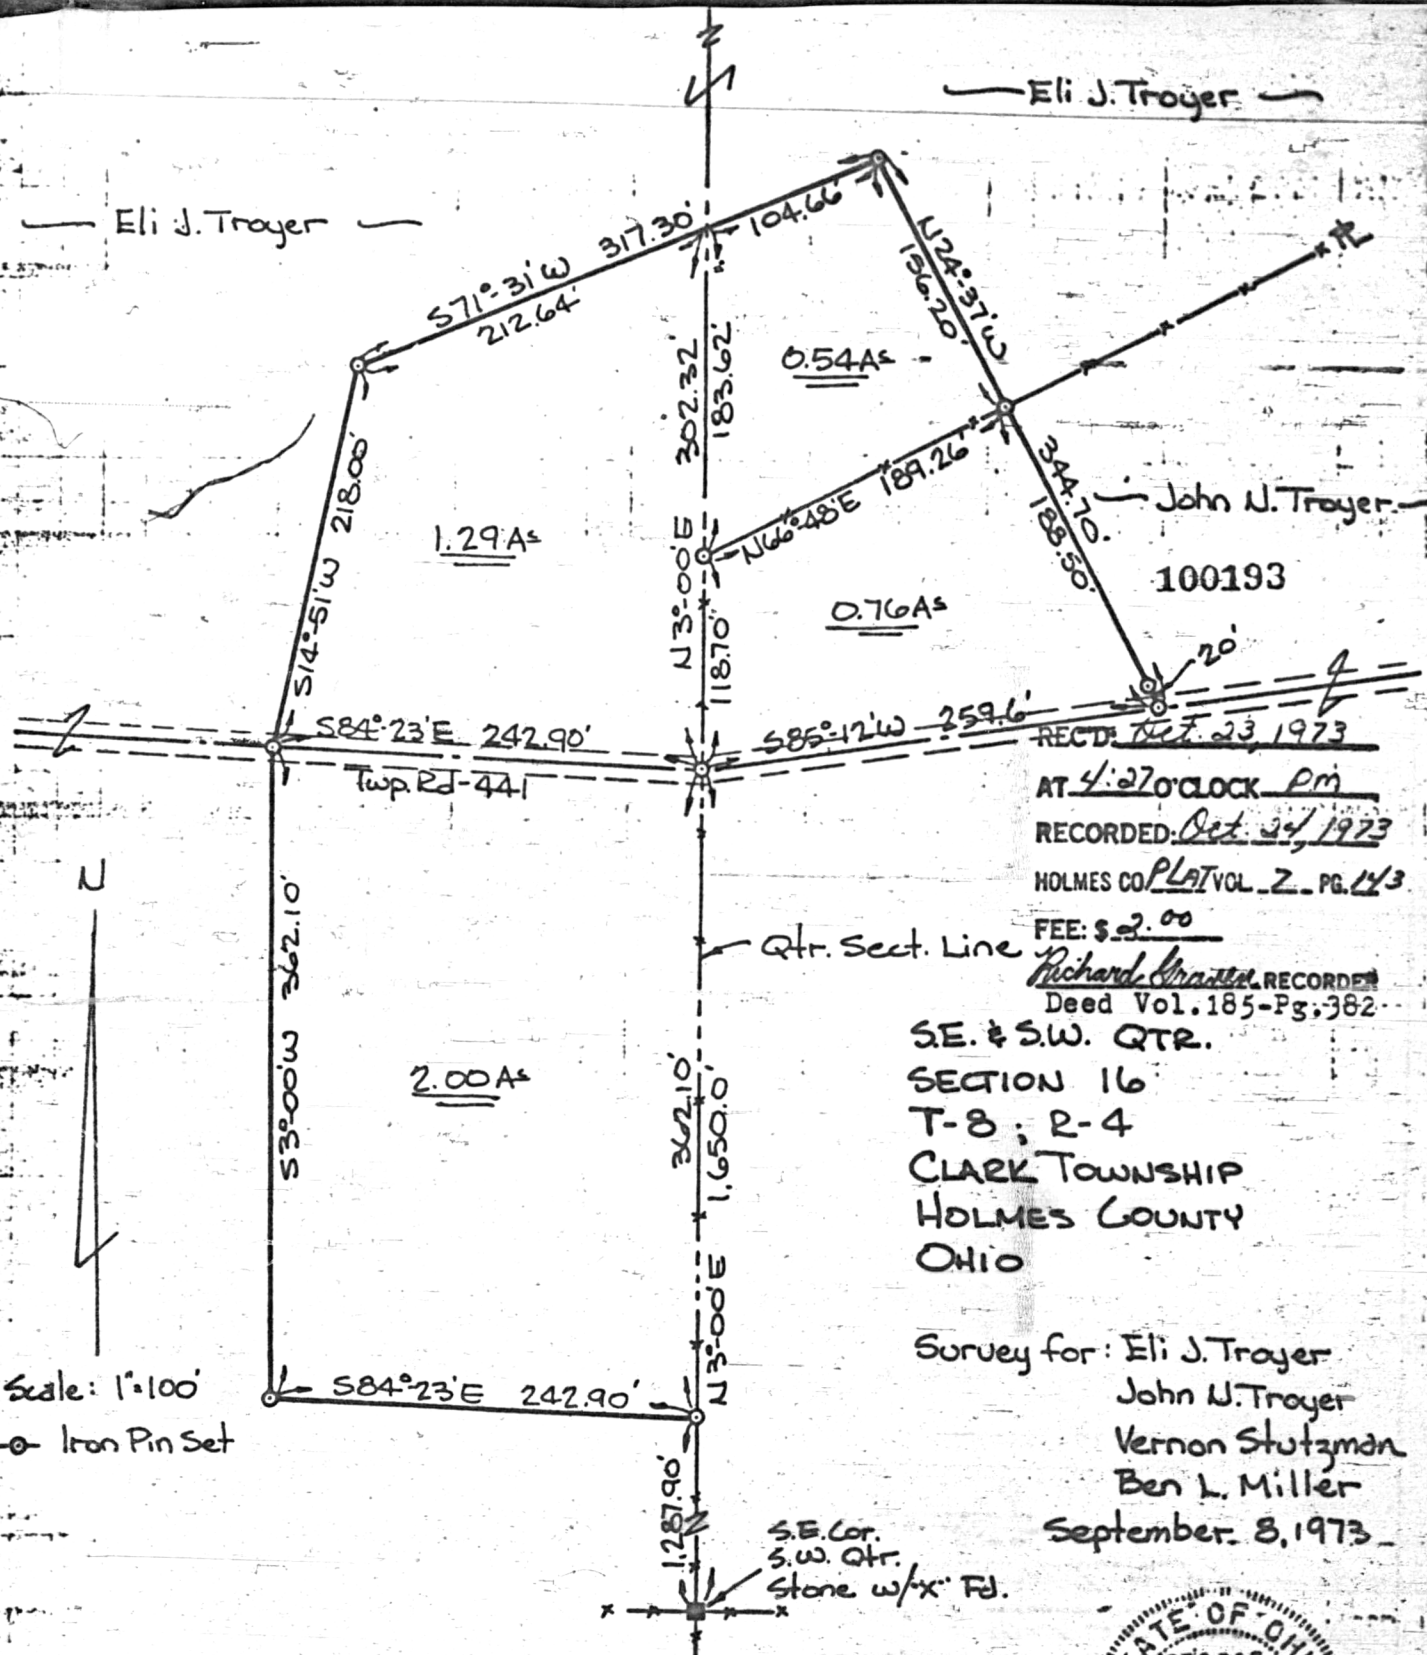 Eli J. Troyer
Eli J. Troyer
S71°-31'W 317.30'
212.64'
104.66'
N24°-37'W
156.20'
302.32'
183.62'
0.54As
S14°-51'W 218.00'
1.29As
N3°-00'E
118.70'
N66°-48'E 189.26'
344.70'
188.50'
John N. Troyer
100193
0.76As
20'
S84°-23'E 242.90'
Twp. Rd-441
S85°-12'W 259.6'
REC'D: Oct. 23, 1973
AT 4:27 O'CLOCK PM
RECORDED: Oct. 24, 1973
HOLMES CO PLAT VOL. 2 PG. 143
FEE: $ 2.00
Richard RECORDER
Deed Vol.185-Pg.382
N
S3°-00'W 362.10'
Qtr. Sect. Line
2.00As
362.10'
1,650.0'
N3°-00'E
S.E. & S.W. QTR.
SECTION 16
T-8 ; R-4
CLARK TOWNSHIP
HOLMES COUNTY
OHIO
Scale: 1"=100'
Iron Pin Set
S84°-23'E 242.90'
Survey for: Eli J. Troyer
John N. Troyer
Vernon Stutzman
Ben L. Miller
September 8, 1973
1,287.90'
S.E. Cor.
S.W. Qtr.
Stone w/"x" Fd.
ATE OF OHI